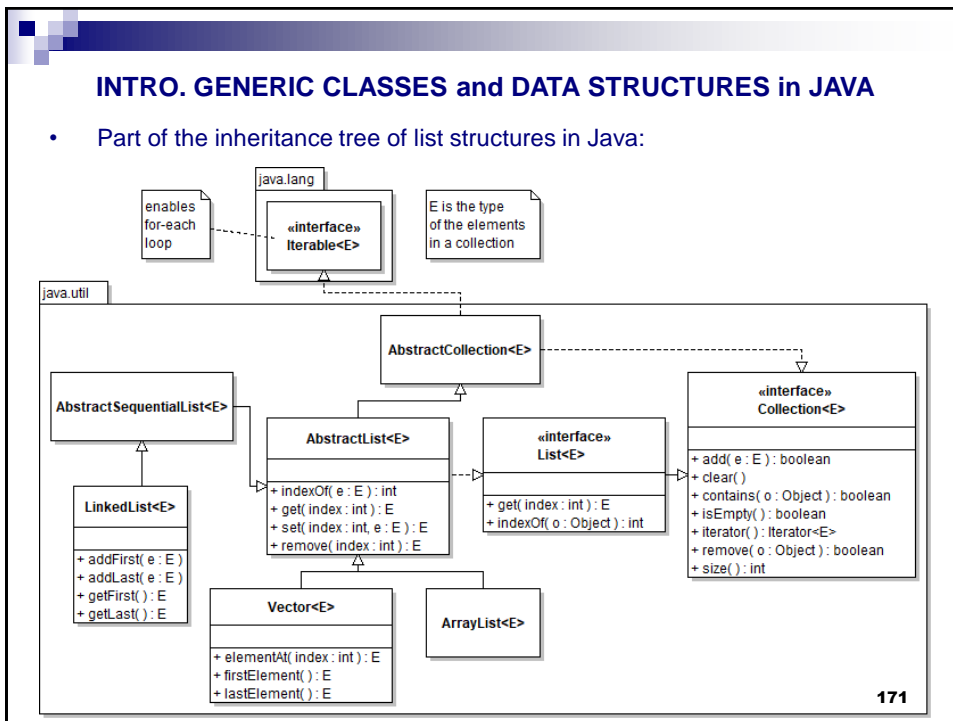 INTRO. GENERIC CLASSES and DATA STRUCTURES in JAVA
• Part of the inheritance tree of list structures in Java:
java.lang
enables
for-each
loop
«interface»
Iterable<E>
E is the type
of the elements
in a collection
java.util
AbstractCollection<E>
AbstractSequentialList<E>
AbstractList<E>
+ indexOf( e : E ) : int
+ get( index : int ) : E
+ set( index : int, e : E ) : E
+ remove( index : int ) : E
«interface»
List<E>
+ get( index : int ) : E
+ indexOf( o : Object ) : int
«interface»
Collection<E>
+ add( e : E ) : boolean
+ clear( )
+ contains( o : Object ) : boolean
+ isEmpty( ) : boolean
+ iterator( ) : Iterator<E>
+ remove( o : Object ) : boolean
+ size( ) : int
LinkedList<E>
+ addFirst( e : E )
+ addLast( e : E )
+ getFirst( ) : E
+ getLast( ) : E
Vector<E>
+ elementAt( index : int ) : E
+ firstElement( ) : E
+ lastElement( ) : E
ArrayList<E>
171